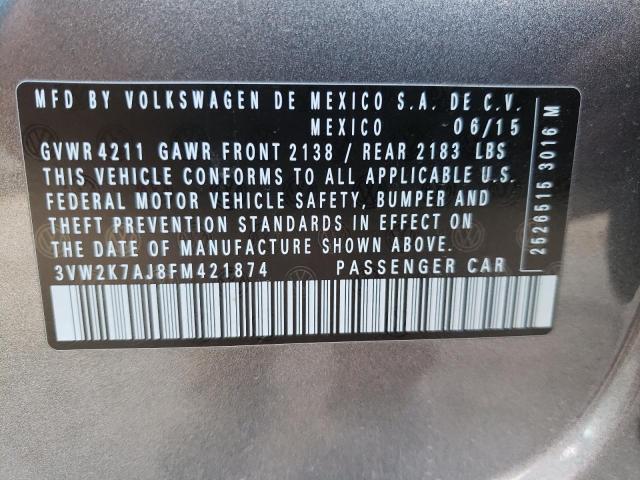 MFD BY VOLKSWAGEN DE MEXICO S.A. DE C.V.
MEXICO 06/15
GVWR 4211 GAWR FRONT 2138 / REAR 2183 LBS
THIS VEHICLE CONFORMS TO ALL APPLICABLE U.S.
FEDERAL MOTOR VEHICLE SAFETY, BUMPER AND
THEFT PREVENTION STANDARDS IN EFFECT ON
THE DATE OF MANUFACTURE SHOWN ABOVE.
3VW2K7AJ8FM421874 PASSENGER CAR
2526515 3016 M